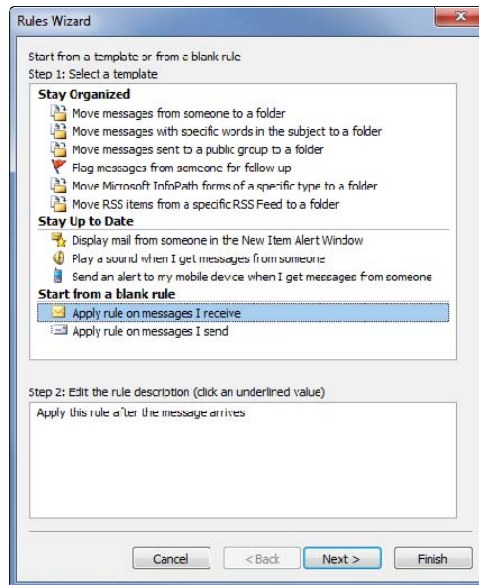 Rules Wizard
Start from a template or from a blank rule
Step 1: Select a template
Stay Organized
Move messages from someone to a folder
Move messages with specific words in the subject to a folder
Move messages sent to a public group to a folder
Flag messages from someone for follow up
Move Microsoft InfoPath forms of a specific type to a folder
Move RSS items from a specific RSS Feed to a folder
Stay Up to Date
Display mail from someone in the New Item Alert Window
Play a sound when I get messages from someone
Send an alert to my mobile device when I get messages from someone
Start from a blank rule
Apply rule on messages I receive
Apply rule on messages I send
Step 2: Edit the rule description (click an underlined value)
Apply this rule after the message arrives
Cancel < Back Next > Finish